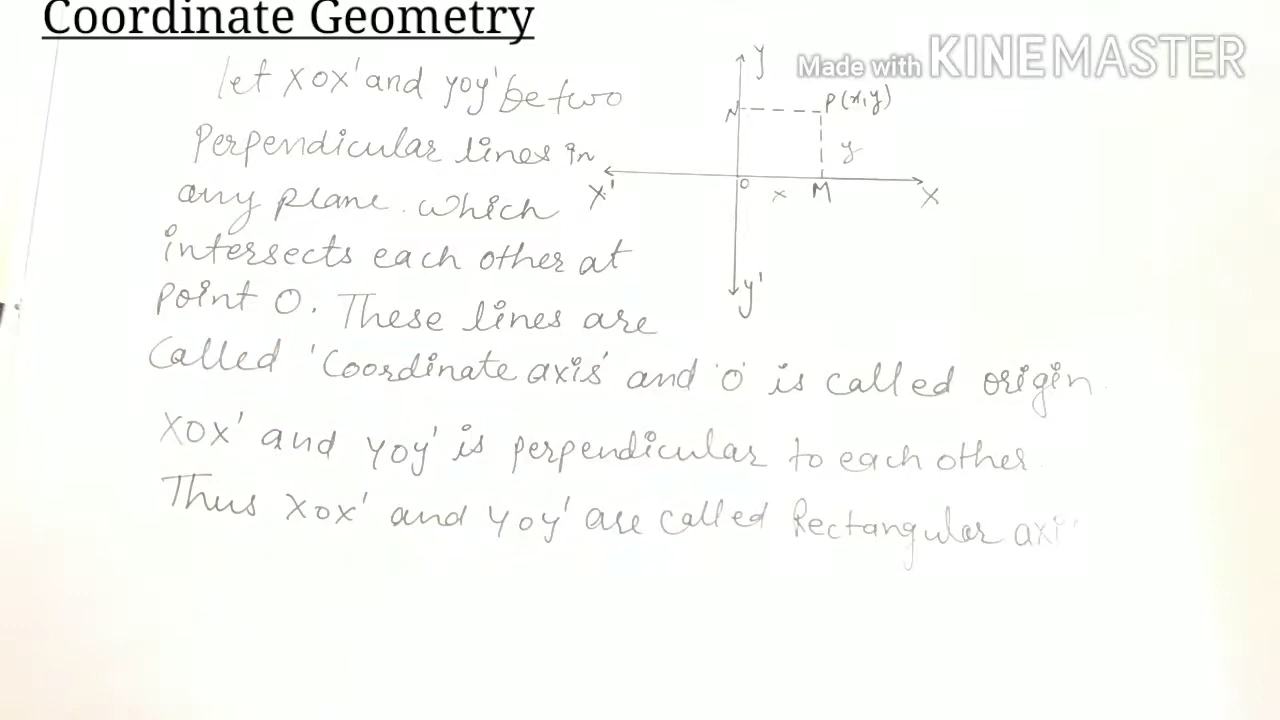 Coordinate Geometry
Made with KINEMASTER
let XOX' and yoy' be two
Perpendicular lines in
any plane. which
intersects each other at
point O. These lines are
Called 'Coordinate axis' and 'O' is called origin
XOX' and YOY' is perpendicular to each other.
Thus XOX' and YOY' are called Rectangular axi
y
N
P(x,y)
y
X'
O
x
M
X
y'